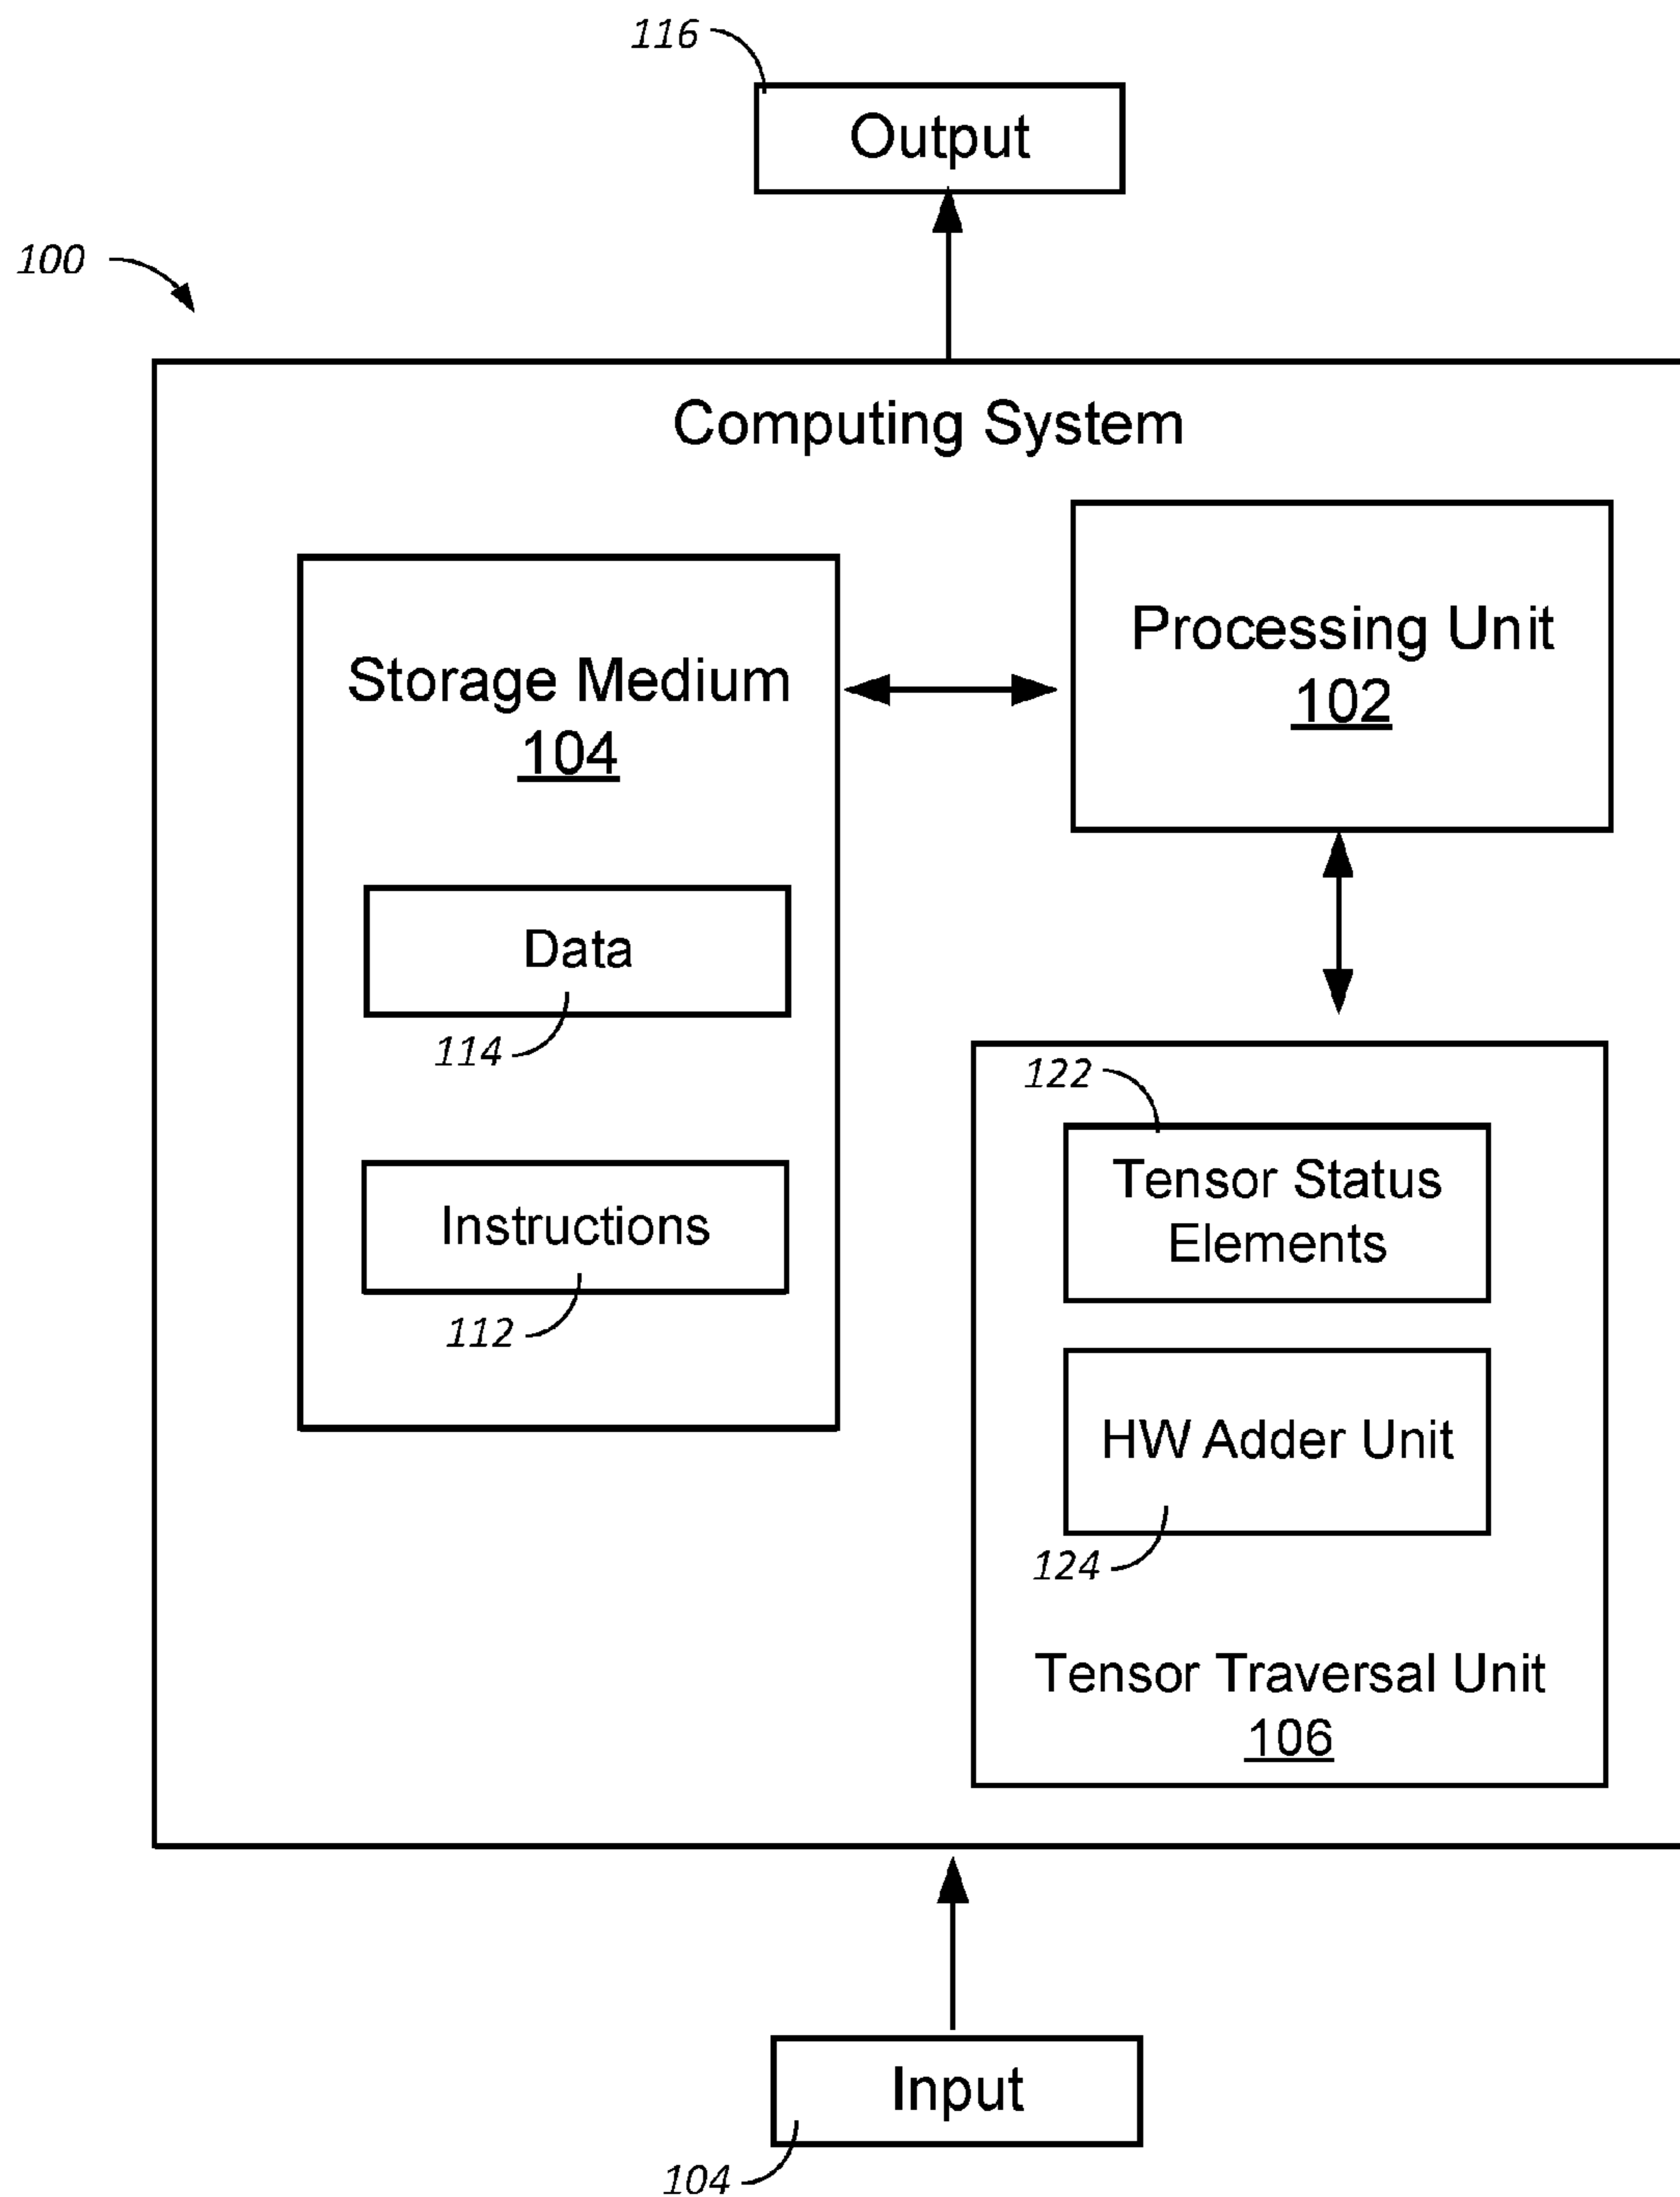 116
Output
100
Computing System
Processing Unit
102
Storage Medium
104
Data
114
Instructions
112
122
Tensor Status
Elements
HW Adder Unit
124
Tensor Traversal Unit
106
Input
104